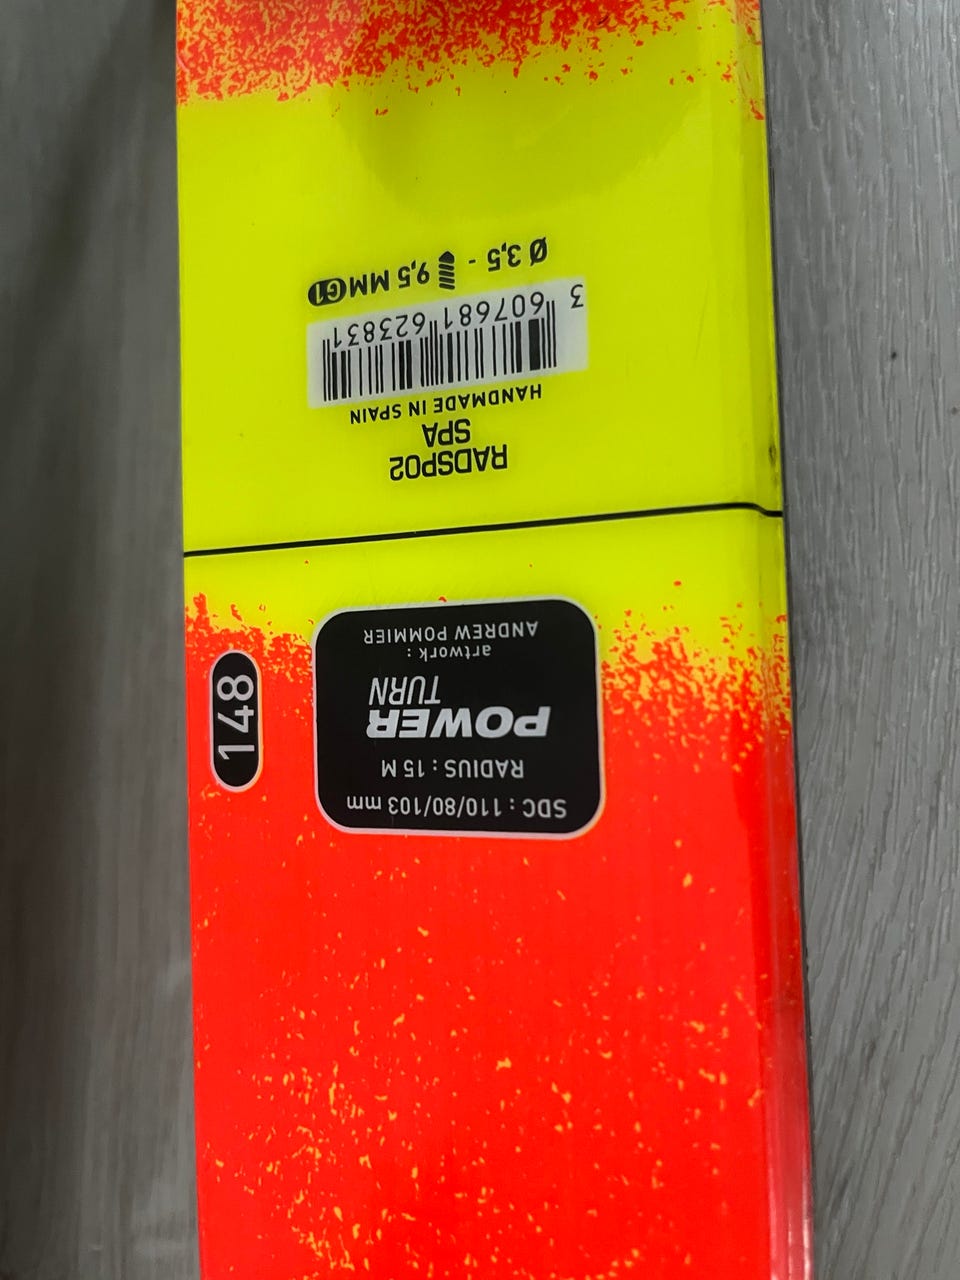 SDC : 110/80/103 mm
RADIUS : 15 M
POWER
TURN
artwork :
ANDREW POMMIER
148
RADSP02
SPA
HANDMADE IN SPAIN
3 607681 623831
Ø 3,5 - 9,5 MM G1